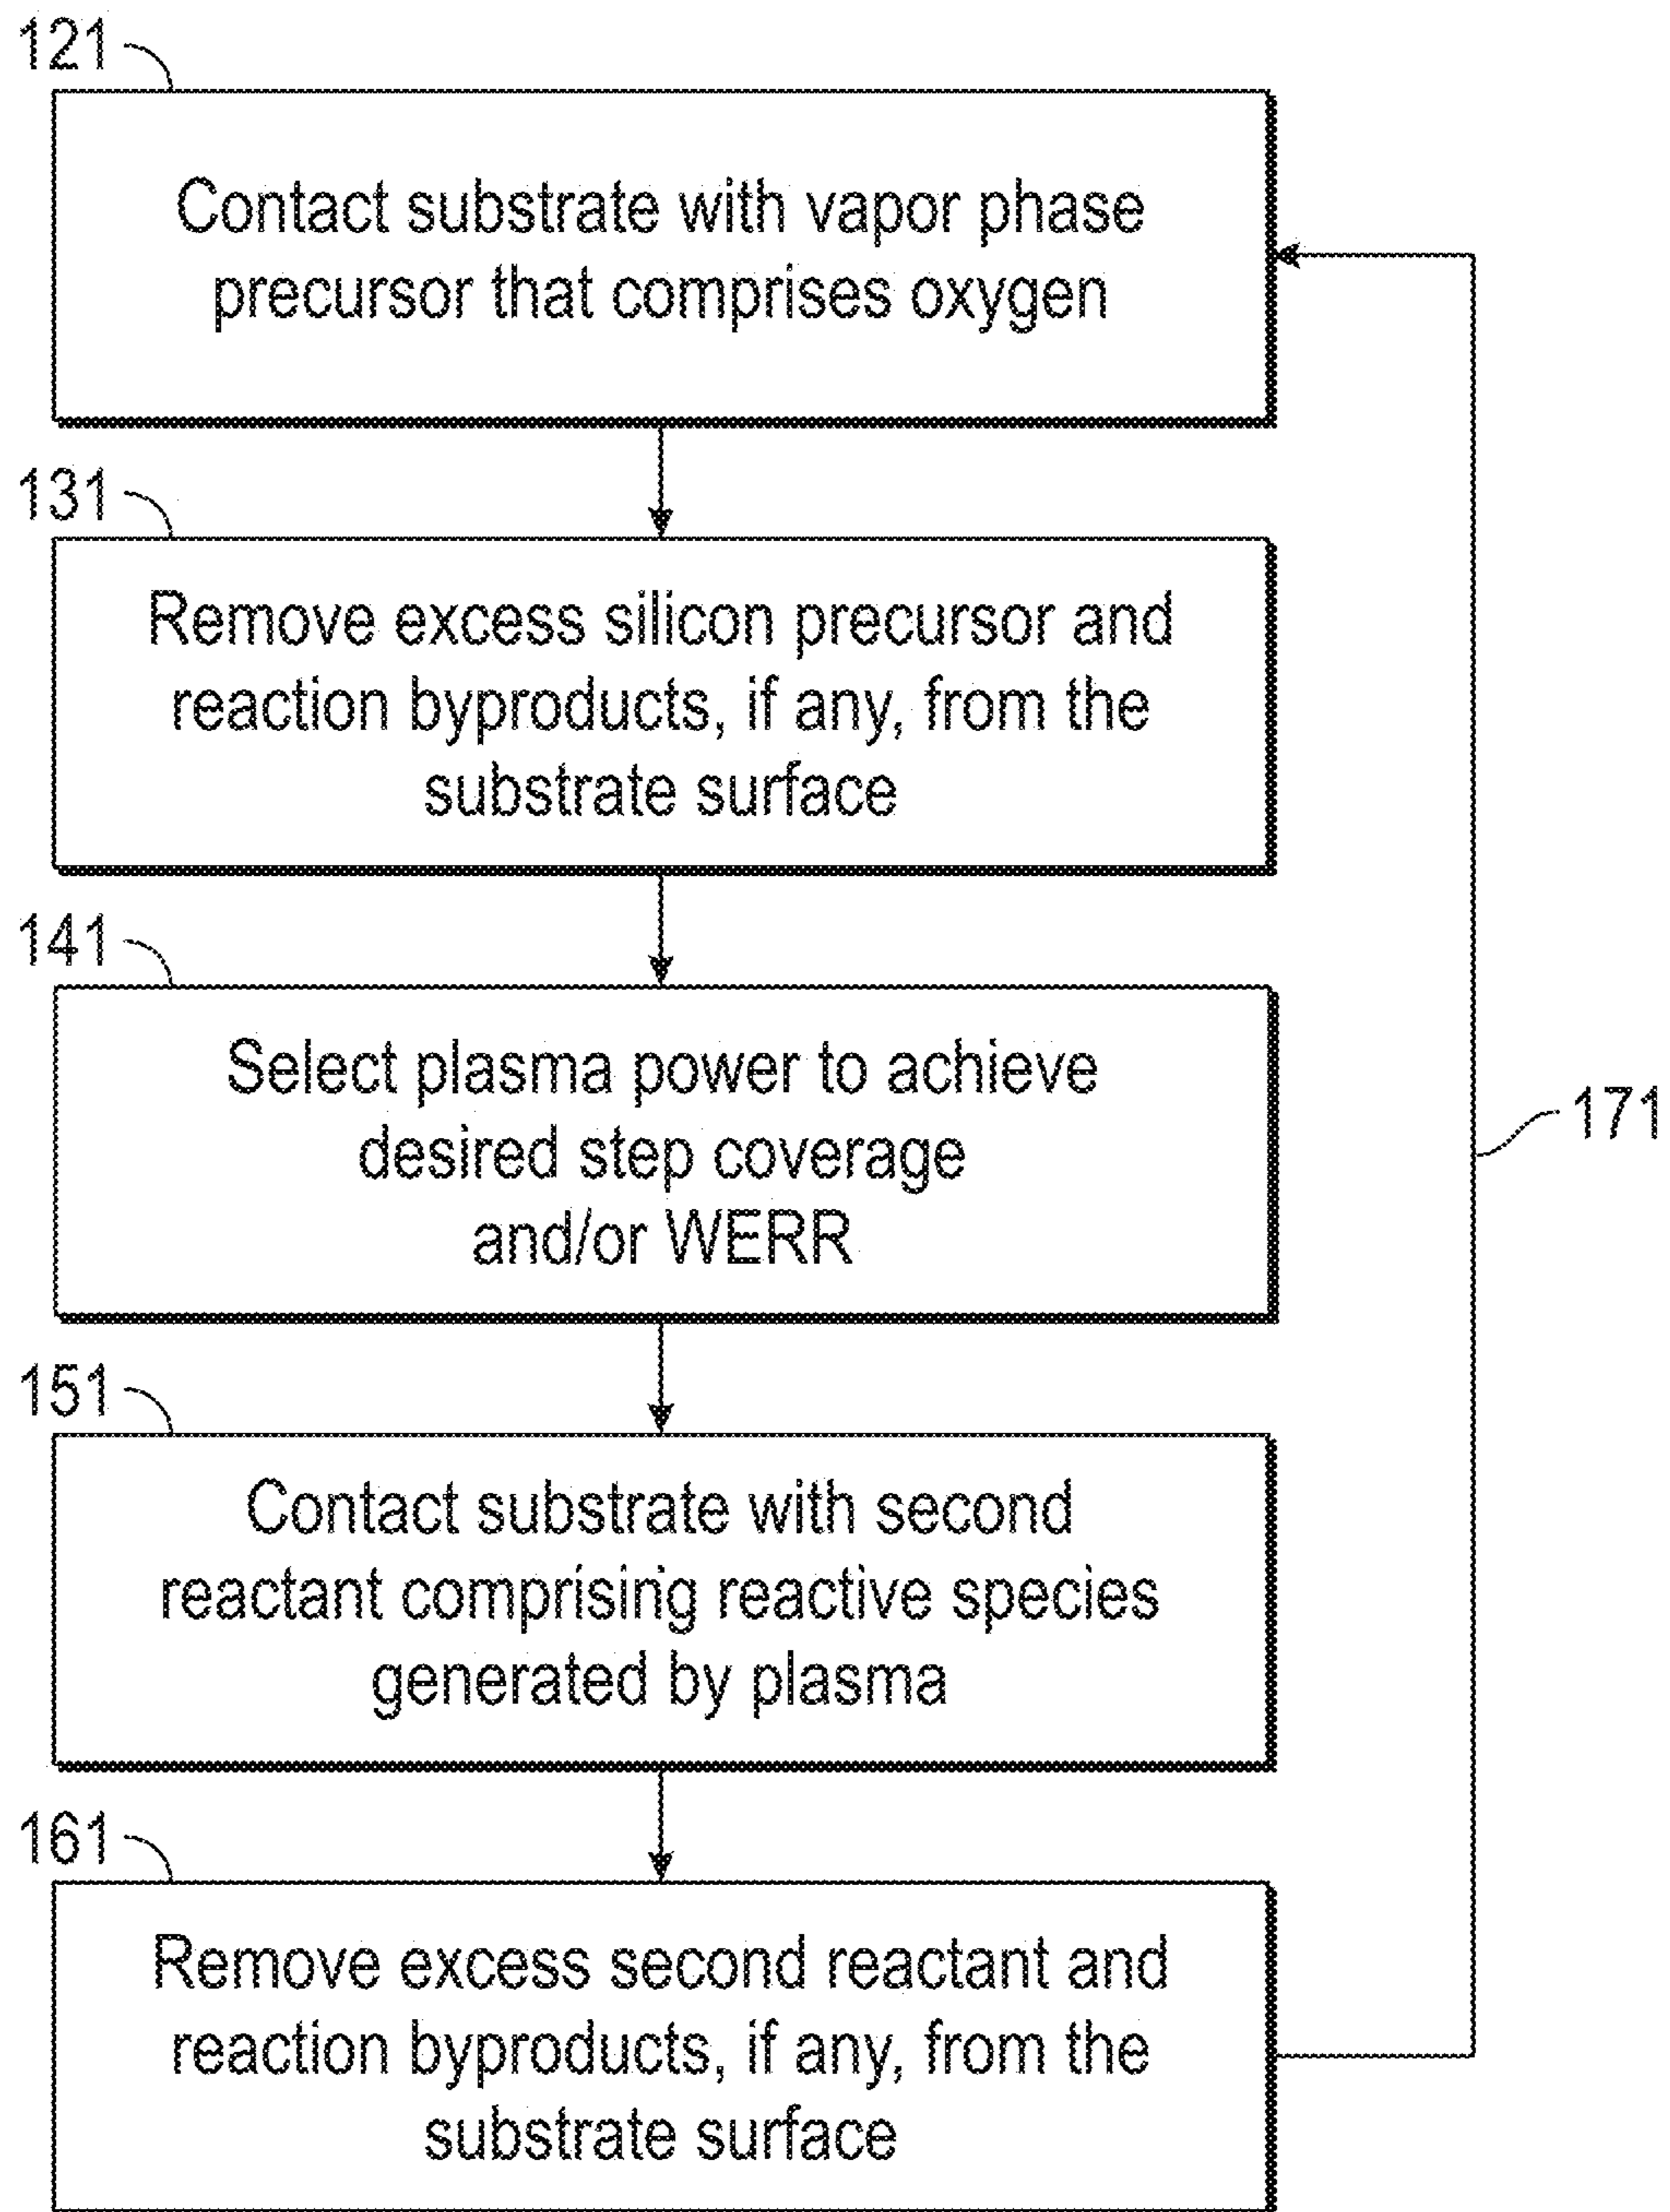 121
Contact substrate with vapor phase
precursor that comprises oxygen
131
Remove excess silicon precursor and
reaction byproducts, if any, from the
substrate surface
141
Select plasma power to achieve
desired step coverage
and/or WERR
171
151
Contact substrate with second
reactant comprising reactive species
generated by plasma
161
Remove excess second reactant and
reaction byproducts, if any, from the
substrate surface